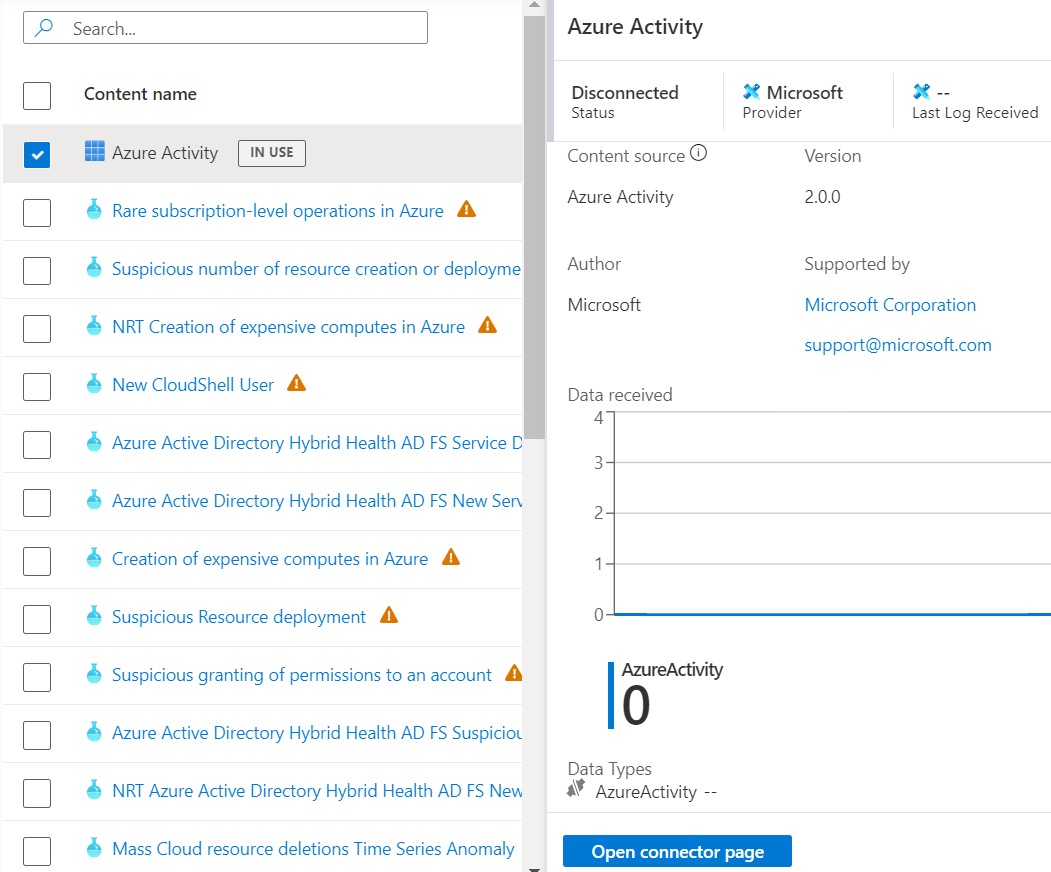 Search...
Content name
Azure Activity IN USE
Rare subscription-level operations in Azure
Suspicious number of resource creation or deployme
NRT Creation of expensive computes in Azure
New CloudShell User
Azure Active Directory Hybrid Health AD FS Service D
Azure Active Directory Hybrid Health AD FS New Serv
Creation of expensive computes in Azure
Suspicious Resource deployment
Suspicious granting of permissions to an account
Azure Active Directory Hybrid Health AD FS Suspiciou
NRT Azure Active Directory Hybrid Health AD FS New
Mass Cloud resource deletions Time Series Anomaly
Azure Activity
Disconnected
Status
Microsoft
Provider
--
Last Log Received
Content source
Azure Activity
Version
2.0.0
Author
Microsoft
Supported by
Microsoft Corporation
support@microsoft.com
Data received
4
3
2
1
0
AzureActivity
0
Data Types
AzureActivity --
Open connector page